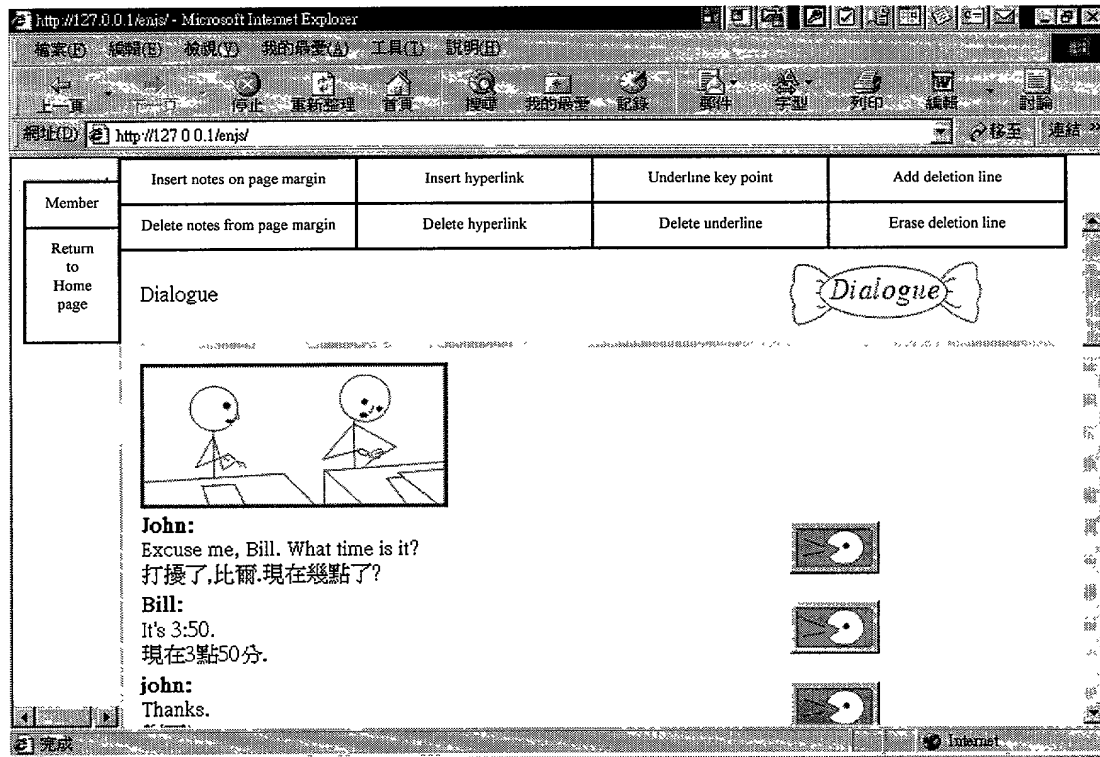 http://127.0.0.1/enjs/ - Microsoft Internet Explorer
檔案(F) 編輯(E) 檢視(V) 我的最愛(A) 工具(T) 說明(H)
上一頁 下一頁 停止 重新整理 首頁 搜尋 我的最愛 記錄 郵件 字型 列印 編輯 討論
網址(D) http://127.0.0.1/enjs/ 移至 連結 »
Insert notes on page margin Insert hyperlink Underline key point Add deletion line
Delete notes from page margin Delete hyperlink Delete underline Erase deletion line
Member
Return
to
Home
page
Dialogue
Dialogue
John:
Excuse me, Bill. What time is it?
打擾了,比爾.現在幾點了?
Bill:
It's 3:50.
現在3點50分.
john:
Thanks.
完成 Internet